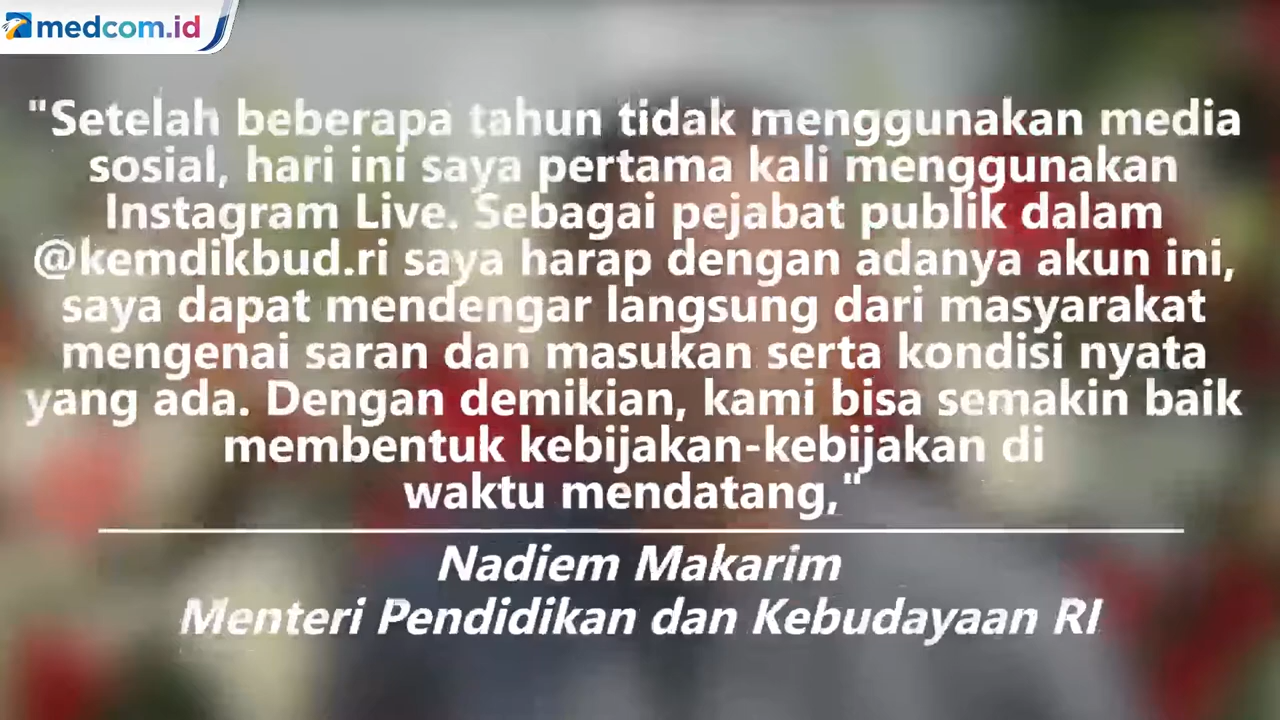 medcom.id
"Setelah beberapa tahun tidak menggunakan media
sosial, hari ini saya pertama kali menggunakan
Instagram Live. Sebagai pejabat publik dalam
@kemdikbud.ri saya harap dengan adanya akun ini,
saya dapat mendengar langsung dari masyarakat
mengenai saran dan masukan serta kondisi nyata
yang ada. Dengan demikian, kami bisa semakin baik
membentuk kebijakan-kebijakan di
waktu mendatang,"
Nadiem Makarim
Menteri Pendidikan dan Kebudayaan RI